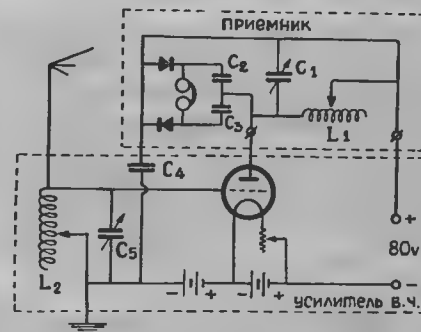 ПРИЕМНИК
C2
C1
C3
L1
C4
C5
L2
+
80v
-
- + - +
УСИЛИТЕЛЬ В.Ч.